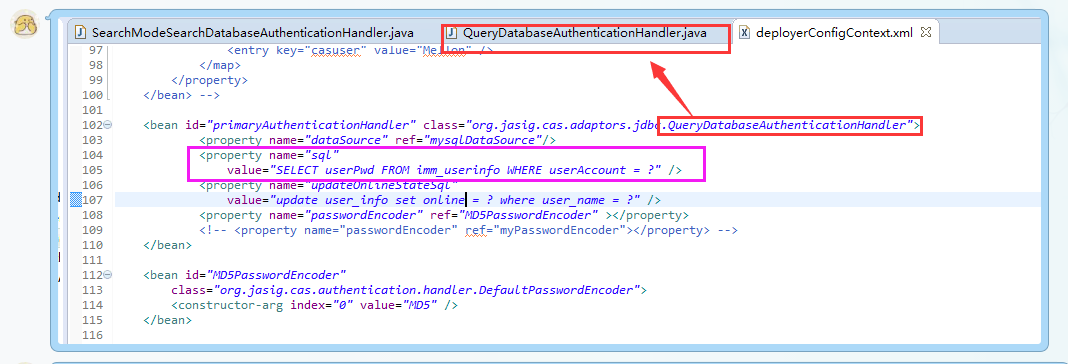 SearchModeSearchDatabaseAuthenticationHandler.java QueryDatabaseAuthenticationHandler.java deployerConfigContext.xml
97 <entry key="casuser" value="Mellon" />
98 </map>
99 </property>
100 </bean> -->
101
102 <bean id="primaryAuthenticationHandler" class="org.jasig.cas.adaptors.jdbc.QueryDatabaseAuthenticationHandler">
103 <property name="dataSource" ref="mysqlDataSource"/>
104 <property name="sql"
105 value="SELECT userPwd FROM imm_userinfo WHERE userAccount = ?" />
106 <property name="updateOnlineStateSql"
107 value="update user_info set online = ? where user_name = ?" />
108 <property name="passwordEncoder" ref="MD5PasswordEncoder" ></property>
109 <!-- <property name="passwordEncoder" ref="myPasswordEncoder"></property> -->
110 </bean>
111
112 <bean id="MD5PasswordEncoder"
113 class="org.jasig.cas.authentication.handler.DefaultPasswordEncoder">
114 <constructor-arg index="0" value="MD5" />
115 </bean>
116